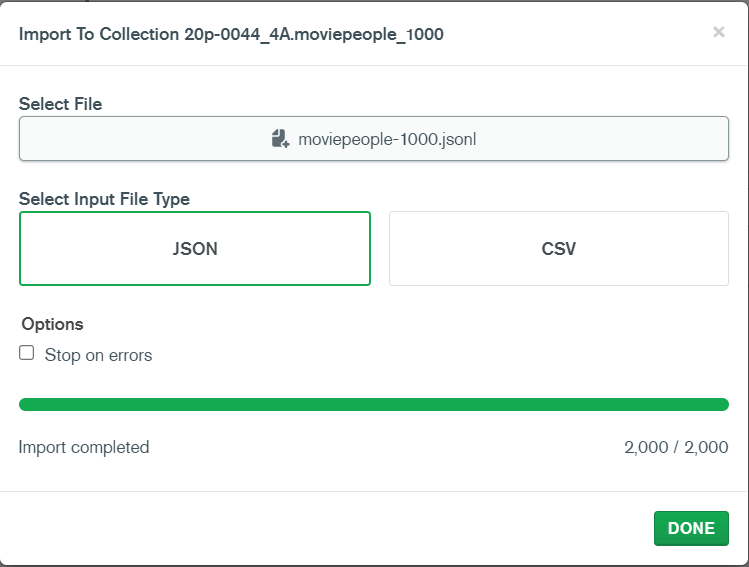 Import To Collection 20p-0044_4A.moviepeople_1000
×
Select File
moviepeople-1000.jsonl
Select Input File Type
JSON CSV
Options
Stop on errors
Import completed 2,000 / 2,000
DONE